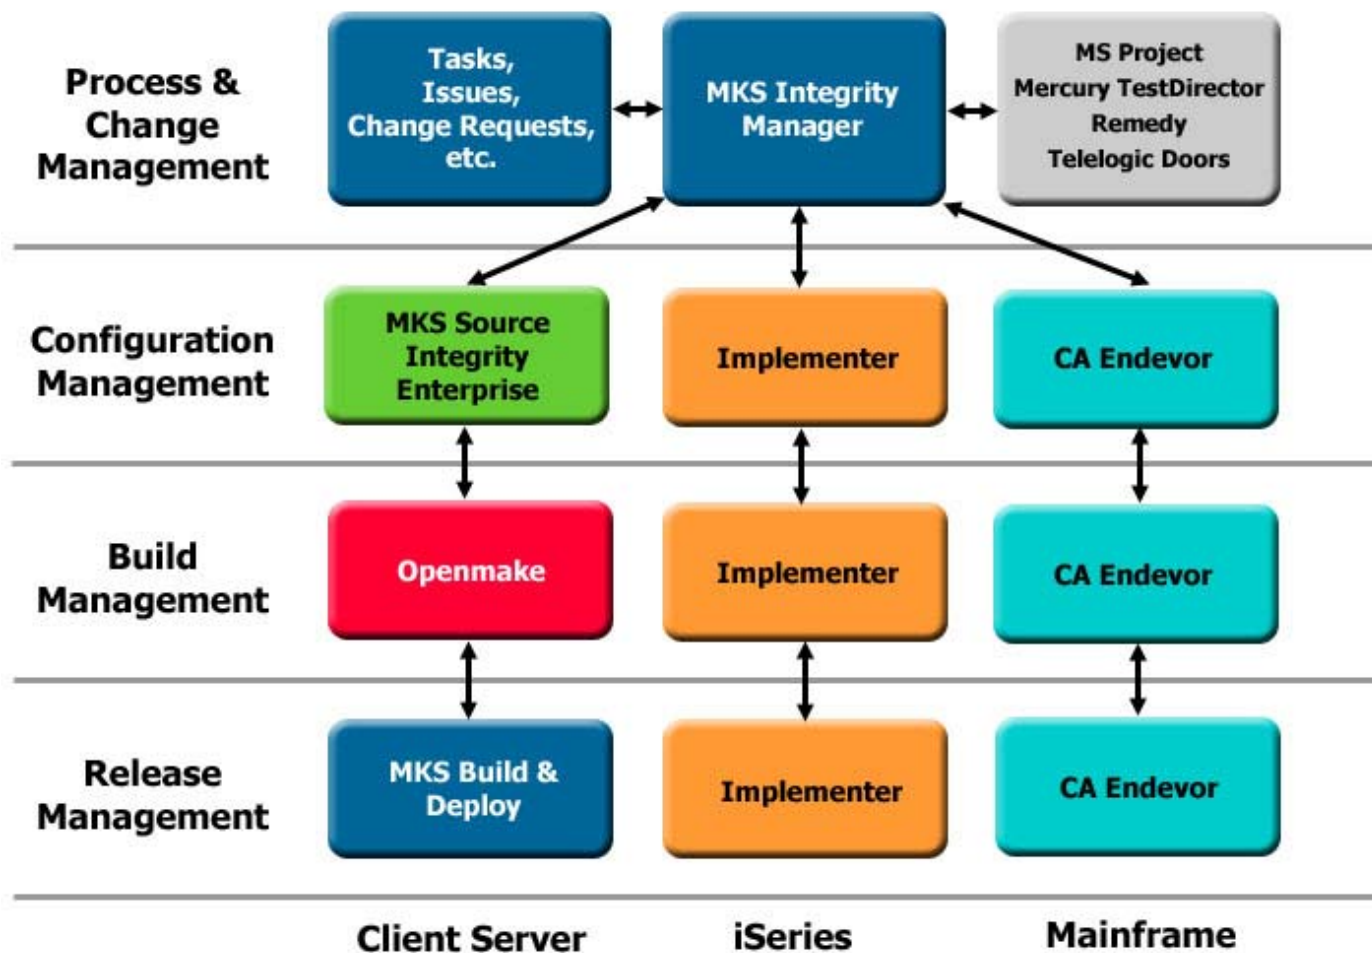 Process &
Change
Management
Tasks,
Issues,
Change Requests,
etc.
MKS Integrity
Manager
MS Project
Mercury TestDirector
Remedy
Telelogic Doors
Configuration
Management
MKS Source
Integrity
Enterprise
Implementer
CA Endevor
Build
Management
Openmake
Implementer
CA Endevor
Release
Management
MKS Build &
Deploy
Implementer
CA Endevor
Client Server
iSeries
Mainframe